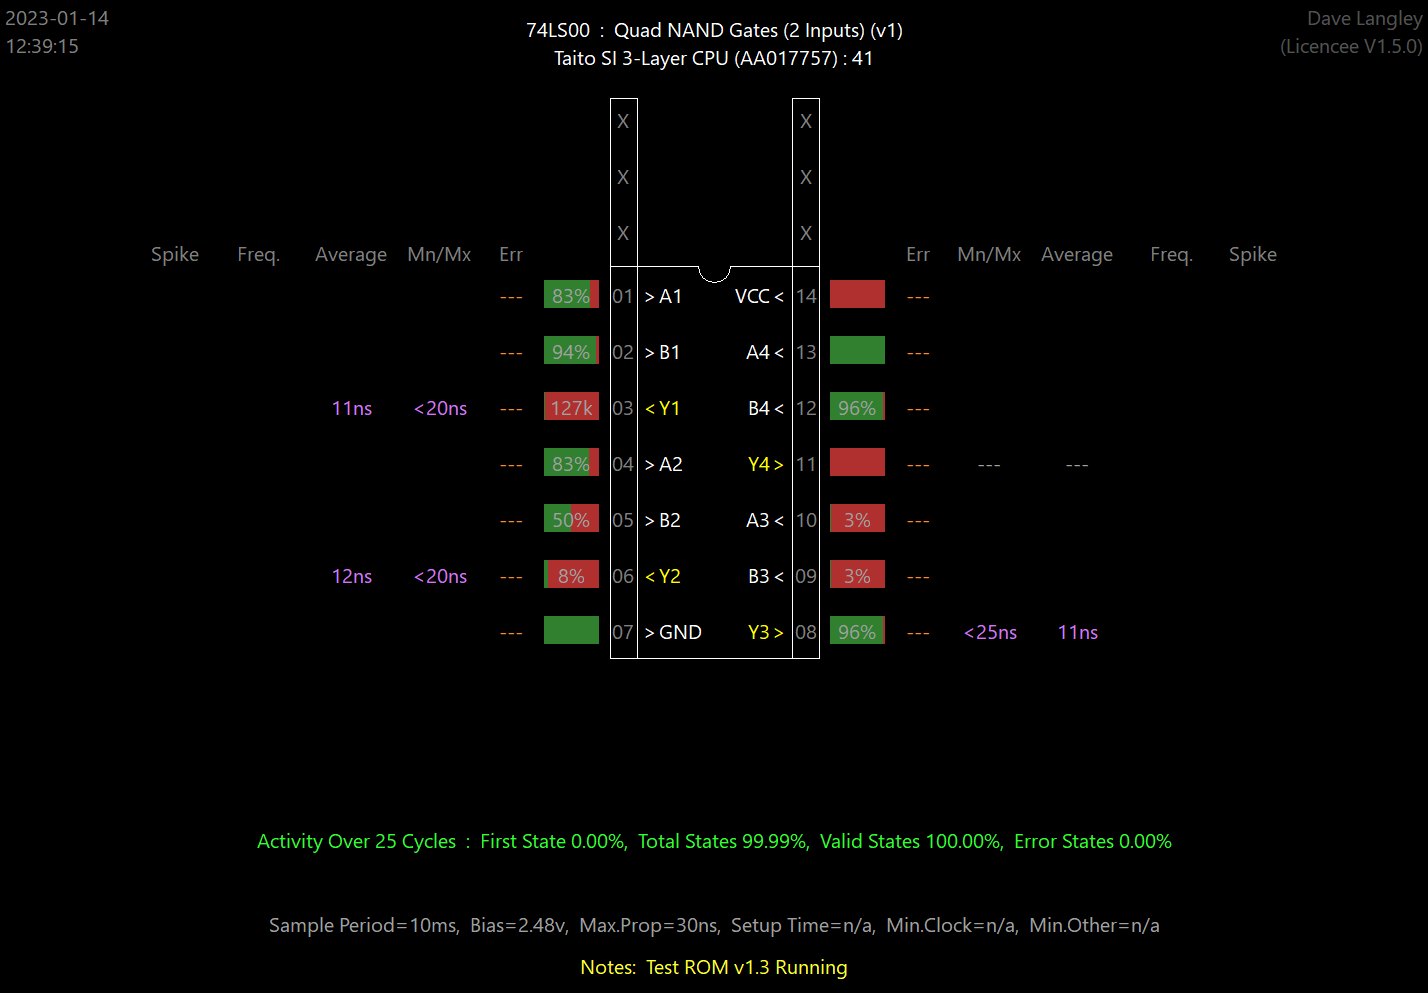 2023-01-14
12:39:15
74LS00 : Quad NAND Gates (2 Inputs) (v1)
Taito SI 3-Layer CPU (AA017757) : 41
Dave Langley
(Licencee V1.5.0)
X X
X X
X X
Spike Freq. Average Mn/Mx Err Err Mn/Mx Average Freq. Spike
--- 83% 01 > A1 VCC < 14 ---
--- 94% 02 > B1 A4 < 13 ---
11ns <20ns --- 127k 03 < Y1 B4 < 12 96% ---
--- 83% 04 > A2 Y4 > 11 --- --- ---
--- 50% 05 > B2 A3 < 10 3% ---
12ns <20ns --- 8% 06 < Y2 B3 < 09 3% ---
--- 07 > GND Y3 > 08 96% --- <25ns 11ns
Activity Over 25 Cycles : First State 0.00%, Total States 99.99%, Valid States 100.00%, Error States 0.00%
Sample Period=10ms, Bias=2.48v, Max.Prop=30ns, Setup Time=n/a, Min.Clock=n/a, Min.Other=n/a
Notes: Test ROM v1.3 Running